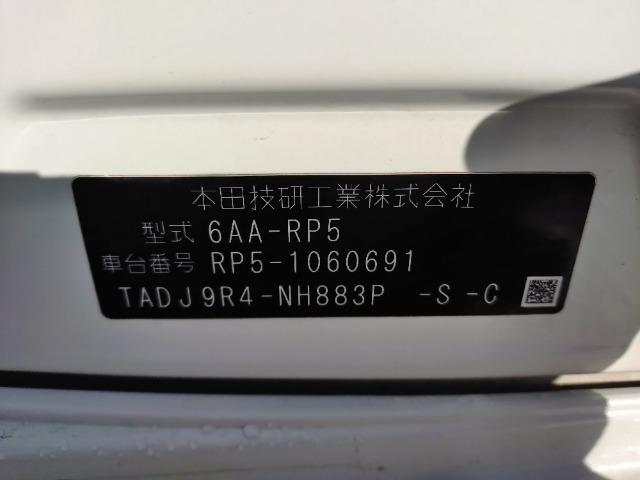 本田技研工業株式会社
型式 6AA-RP5
車台番号 RP5-1060691
TADJ9R4-NH883P -S -C